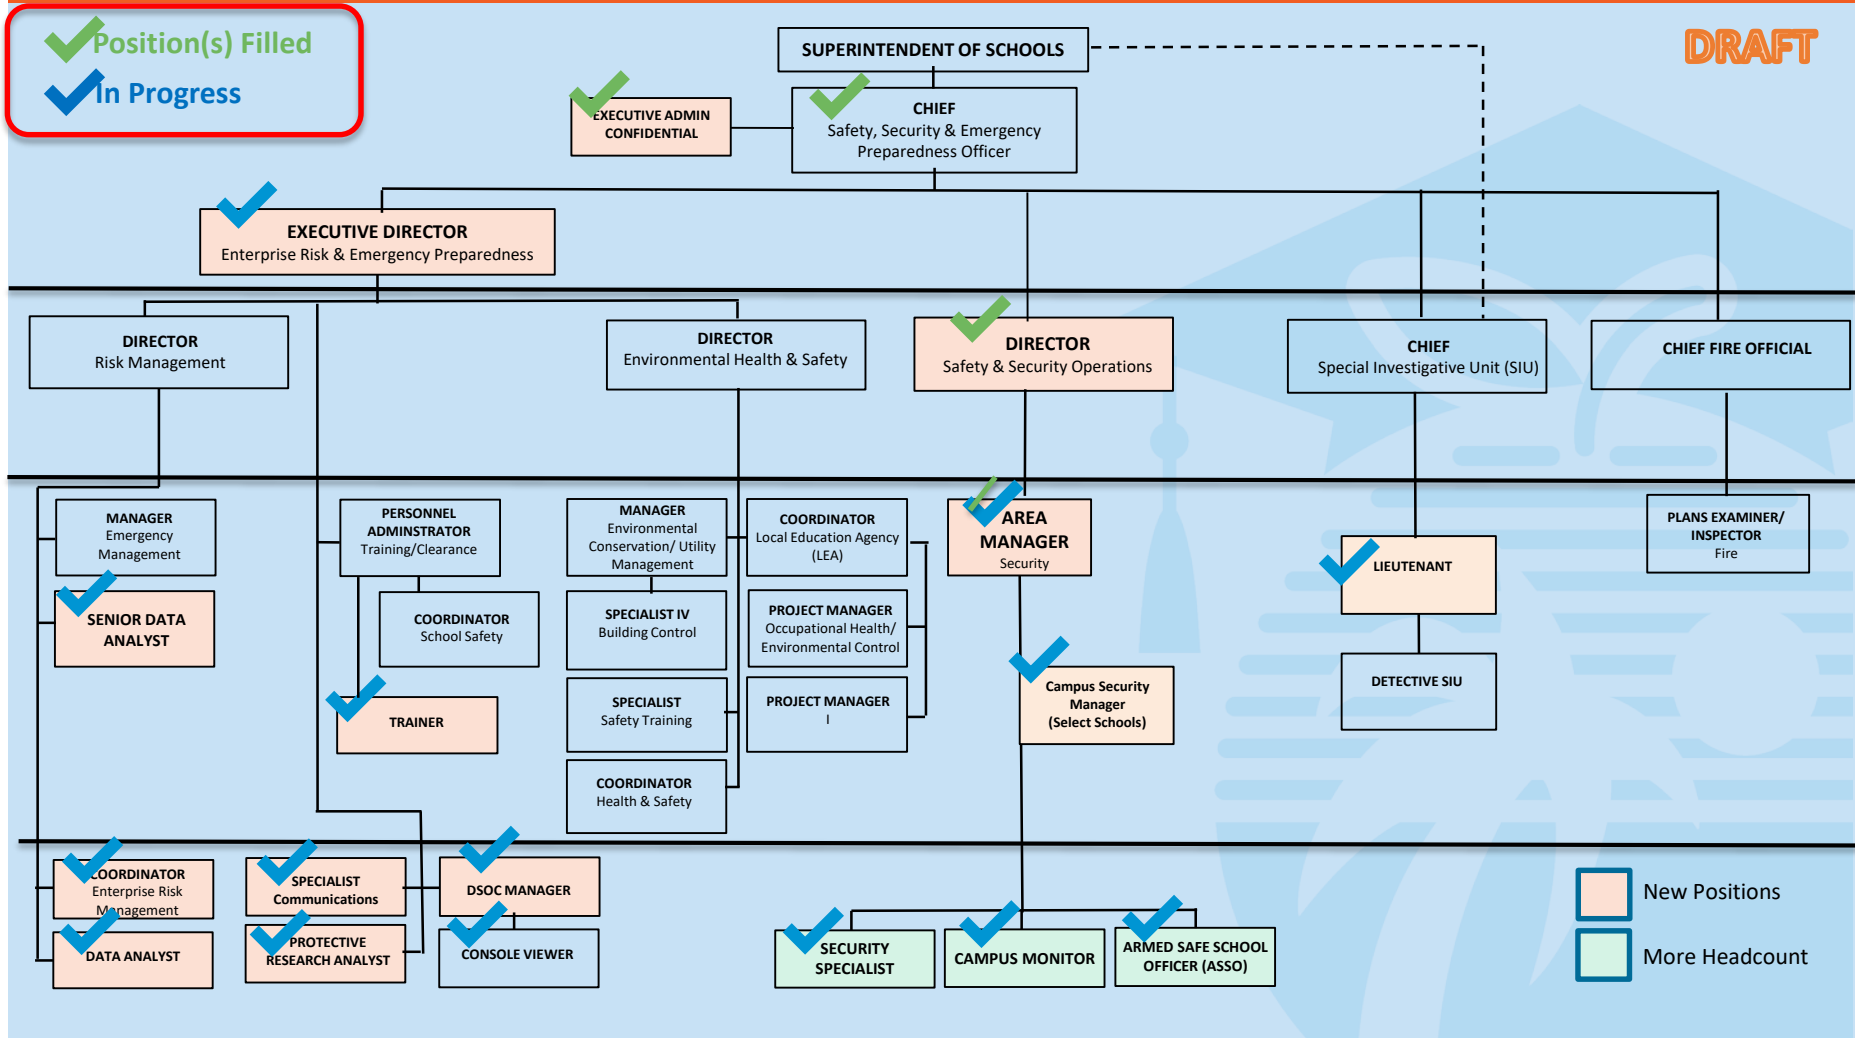 Position(s) Filled
In Progress
DRAFT
SUPERINTENDENT OF SCHOOLS
EXECUTIVE ADMIN
CONFIDENTIAL
CHIEF
Safety, Security & Emergency
Preparedness Officer
EXECUTIVE DIRECTOR
Enterprise Risk & Emergency Preparedness
DIRECTOR
Risk Management
DIRECTOR
Environmental Health & Safety
DIRECTOR
Safety & Security Operations
CHIEF
Special Investigative Unit (SIU)
CHIEF FIRE OFFICIAL
MANAGER
Emergency
Management
PERSONNEL
ADMINSTRATOR
Training/Clearance
MANAGER
Environmental
Conservation/ Utility
Management
COORDINATOR
Local Education Agency
(LEA)
AREA
MANAGER
Security
LIEUTENANT
PLANS EXAMINER/
INSPECTOR
Fire
SENIOR DATA
ANALYST
COORDINATOR
School Safety
SPECIALIST IV
Building Control
PROJECT MANAGER
Occupational Health/
Environmental Control
TRAINER
SPECIALIST
Safety Training
PROJECT MANAGER
I
Campus Security
Manager
(Select Schools)
DETECTIVE SIU
COORDINATOR
Health & Safety
COORDINATOR
Enterprise Risk
Management
SPECIALIST
Communications
DSOC MANAGER
DATA ANALYST
PROTECTIVE
RESEARCH ANALYST
CONSOLE VIEWER
SECURITY
SPECIALIST
CAMPUS MONITOR
ARMED SAFE SCHOOL
OFFICER (ASSO)
New Positions
More Headcount